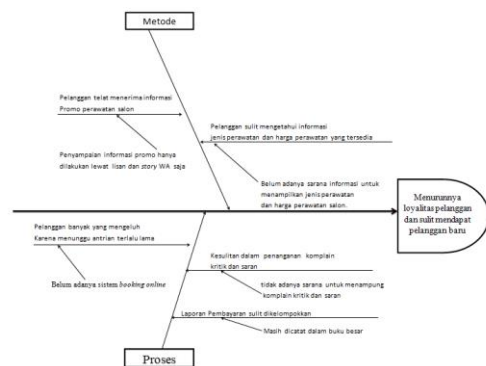 Metode
Pelanggan telat menerima informasi
Promo perawatan salon
Penyampaian informasi promo hanya
dilakukan lewat lisan dan story WA saja
Pelanggan sulit mengetahui informasi
jenis perawatan dan harga perawatan yang tersedia
Belum adanya sarana informasi untuk
menampilkan jenis perawatan
dan harga perawatan salon.
Menurunnya
loyalitas pelanggan
dan sulit mendapat
pelanggan baru
Pelanggan banyak yang mengeluh
Karena menunggu antrian terlalu lama
Belum adanya sistem booking online
Kesulitan dalam penanganan komplain
kritik dan saran
tidak adanya sarana untuk menampung
komplain kritik dan saran
Laporan Pembayaran sulit dikelompokkan
Masih dicatat dalam buku besar
Proses